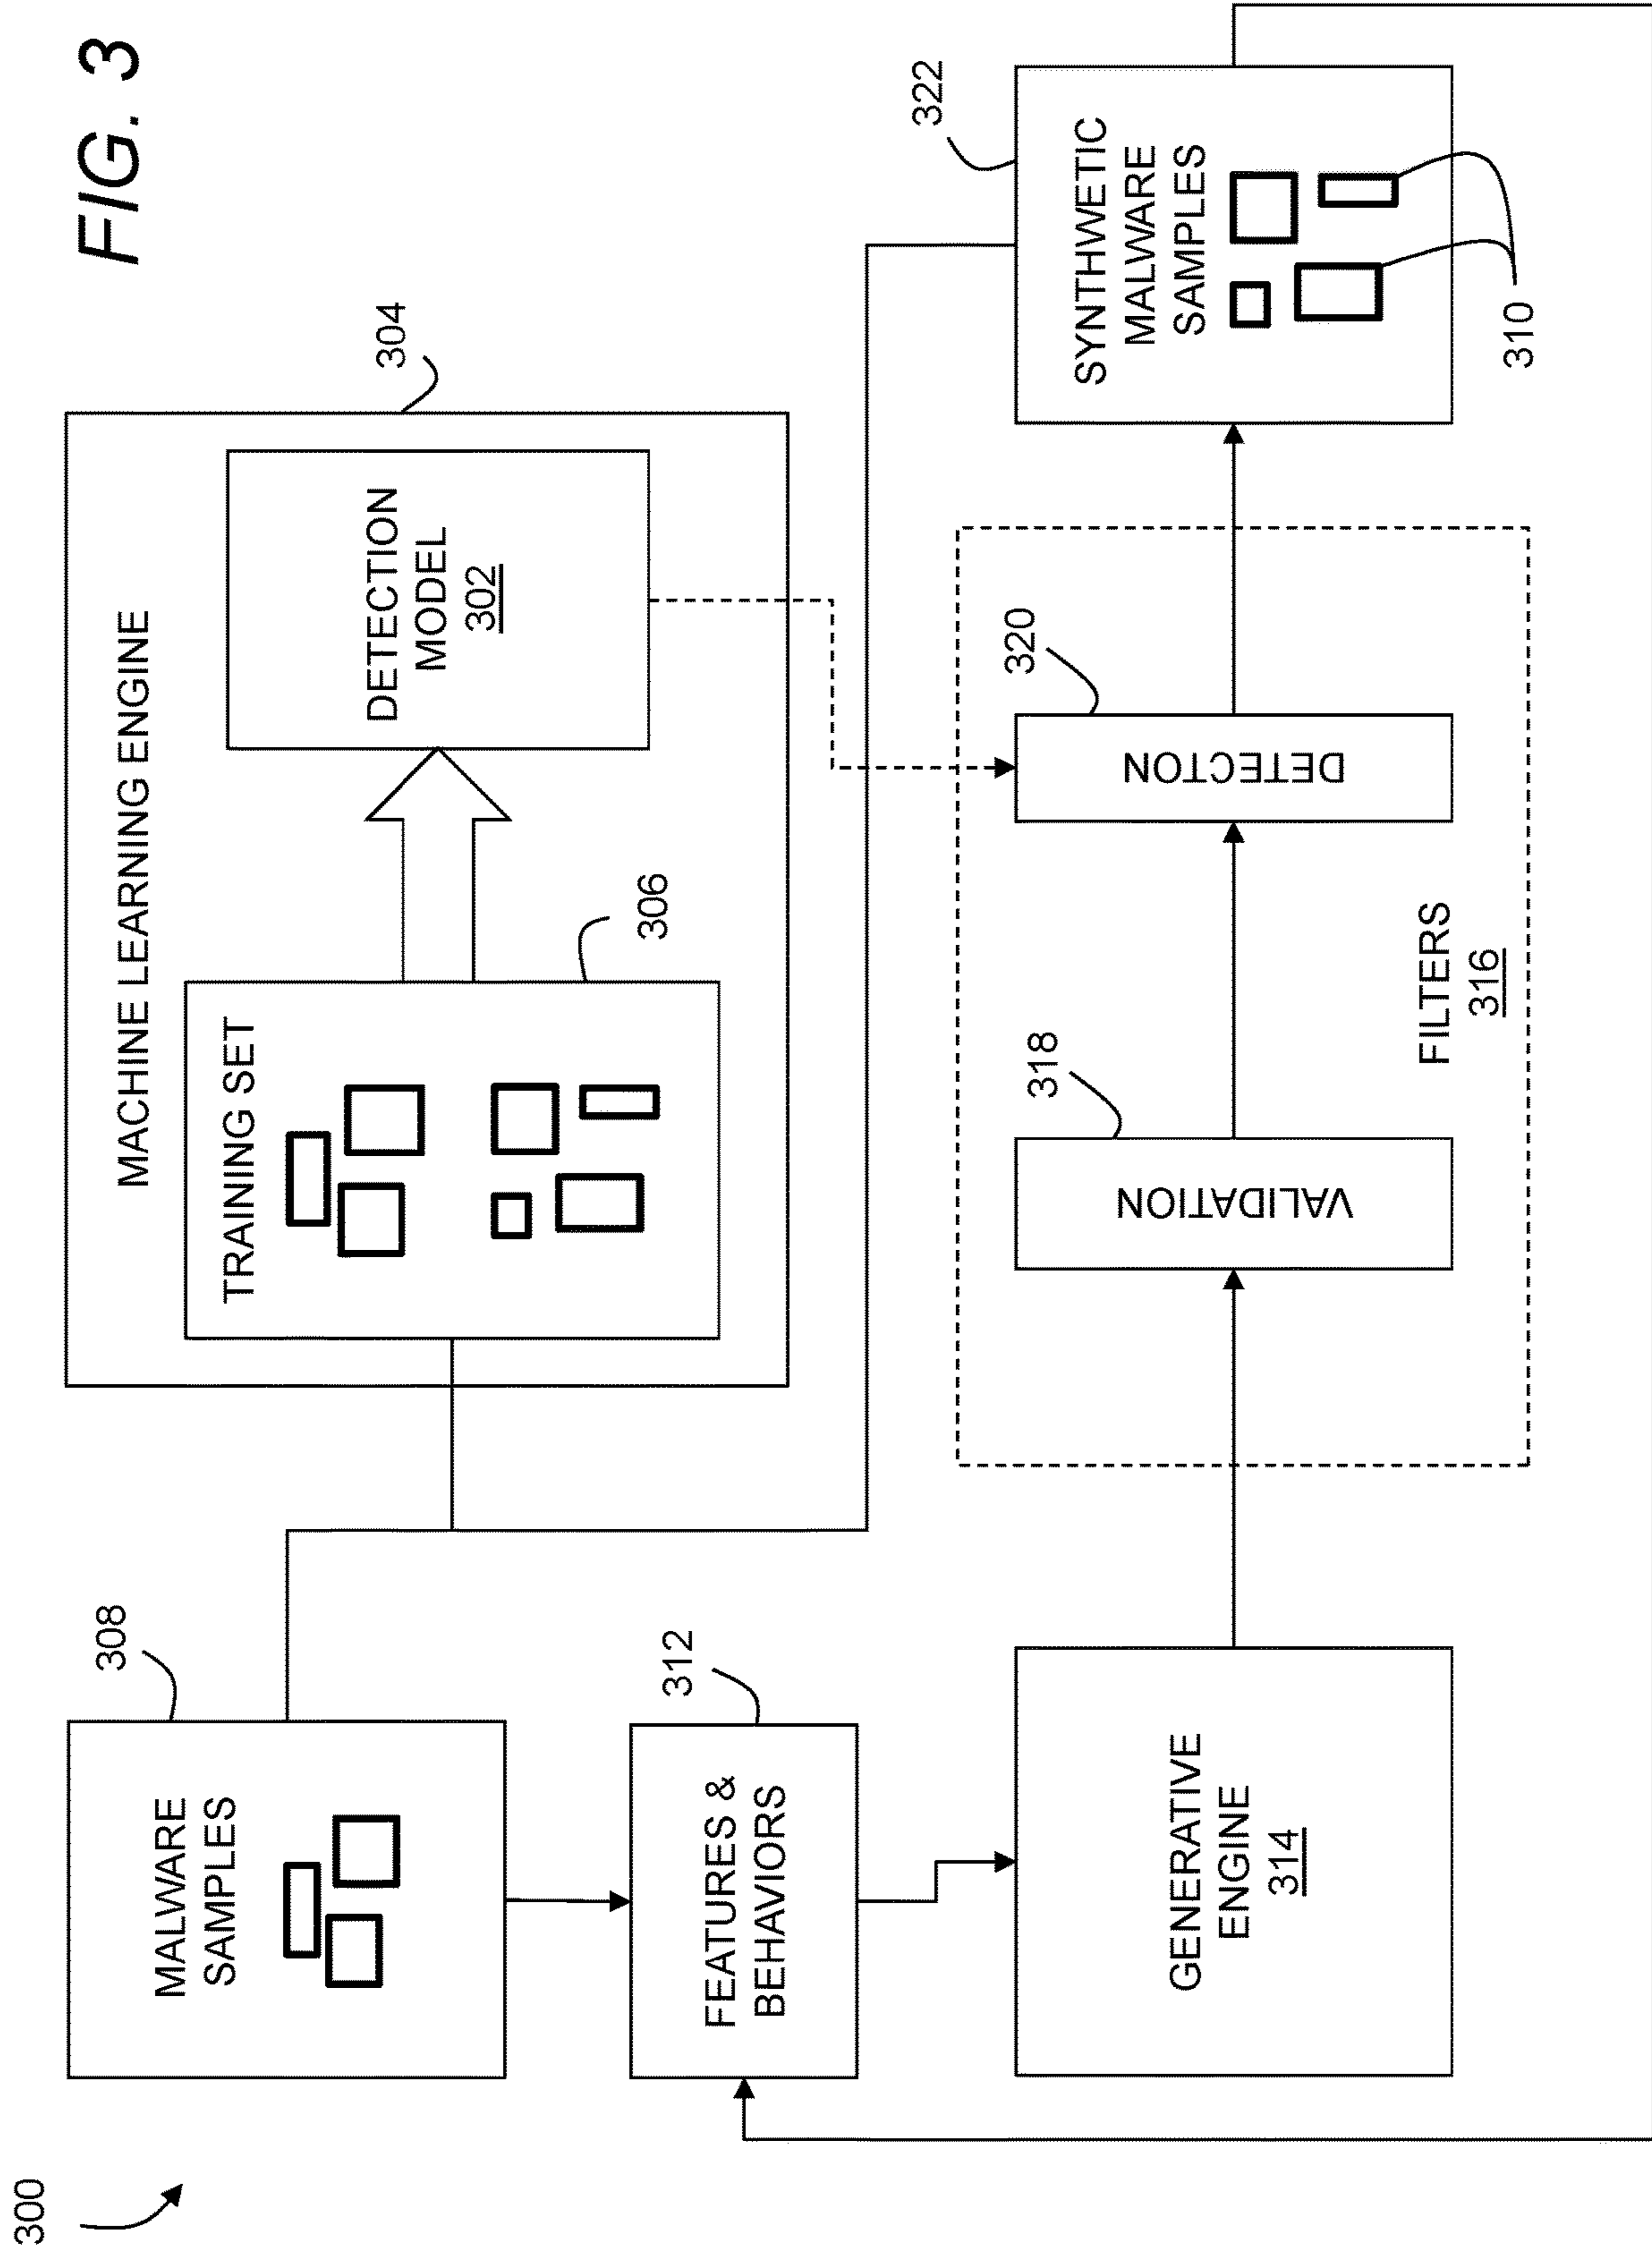 FIG. 3
300
308
MALWARE
SAMPLES
MACHINE LEARNING ENGINE
304
TRAINING SET
306
DETECTION
MODEL
302
312
FEATURES &
BEHAVIORS
GENERATIVE
ENGINE
314
318
VALIDATION
320
DETECTON
FILTERS
316
322
SYNTHWETIC
MALWARE
SAMPLES
310